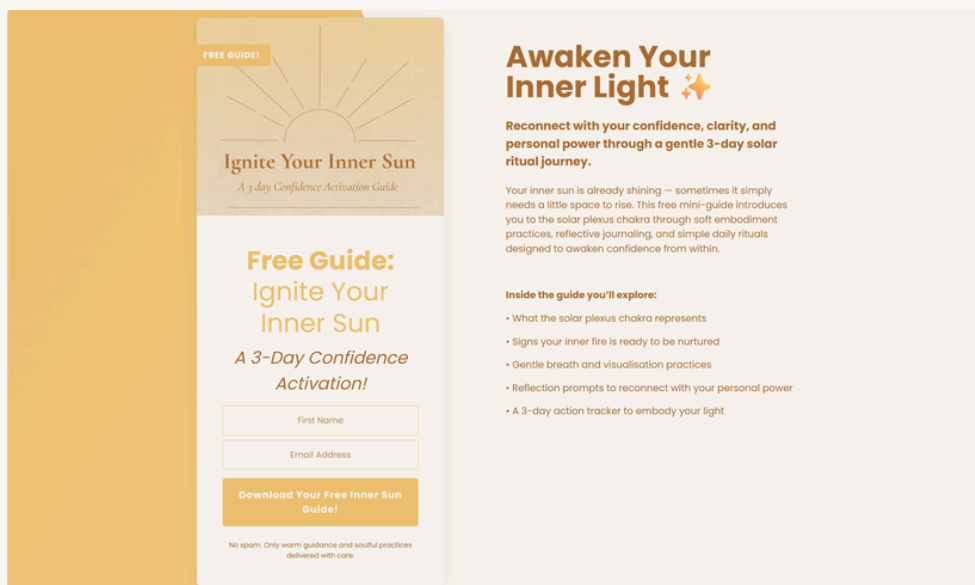 FREE GUIDE!
Ignite Your Inner Sun
A 3 day Confidence Activation Guide
Free Guide:
Ignite Your
Inner Sun
A 3-Day Confidence
Activation!
First Name
Email Address
Download Your Free Inner Sun
Guide!
No spam. Only warm guidance and soulful practices
delivered with care.
Awaken Your
Inner Light ✨
Reconnect with your confidence, clarity, and
personal power through a gentle 3-day solar
ritual journey.
Your inner sun is already shining — sometimes it simply
needs a little space to rise. This free mini-guide introduces
you to the solar plexus chakra through soft embodiment
practices, reflective journaling, and simple daily rituals
designed to awaken confidence from within.
Inside the guide you’ll explore:
• What the solar plexus chakra represents
• Signs your inner fire is ready to be nurtured
• Gentle breath and visualisation practices
• Reflection prompts to reconnect with your personal power
• A 3-day action tracker to embody your light